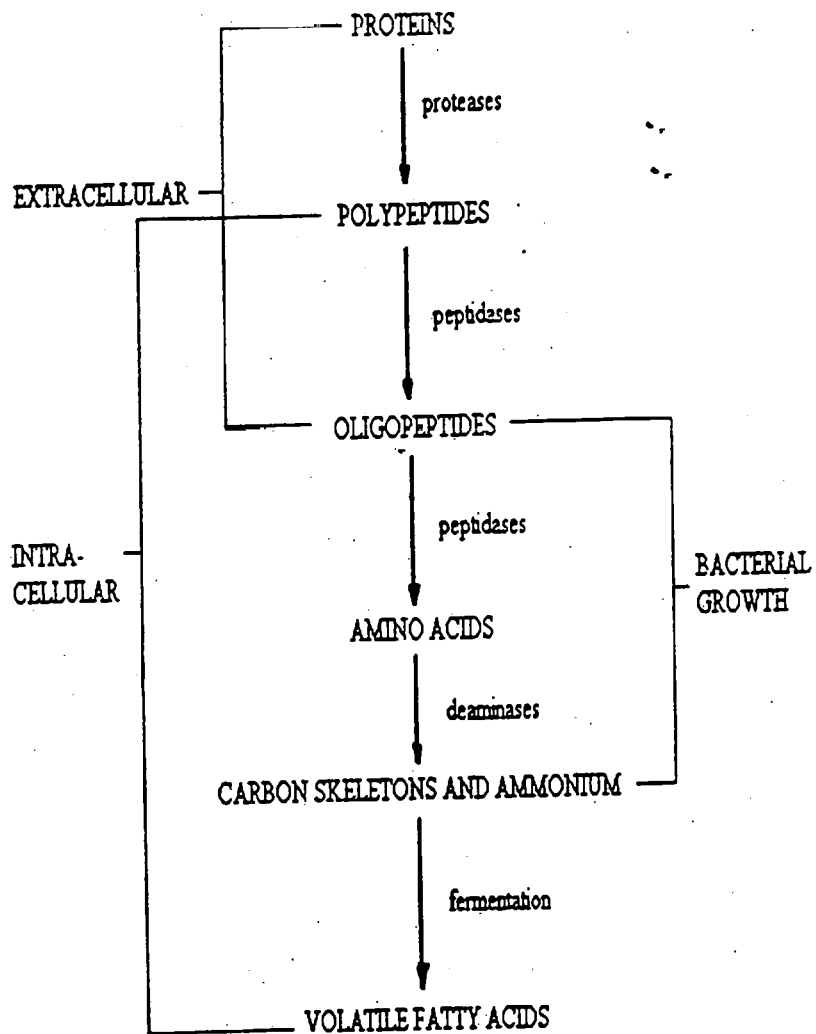 PROTEINS
proteases
EXTRACELLULAR
POLYPEPTIDES
peptidases
OLIGOPEPTIDES
peptidases
INTRA-
CELLULAR
BACTERIAL
GROWTH
AMINO ACIDS
deaminases
CARBON SKELETONS AND AMMONIUM
fermentation
VOLATILE FATTY ACIDS